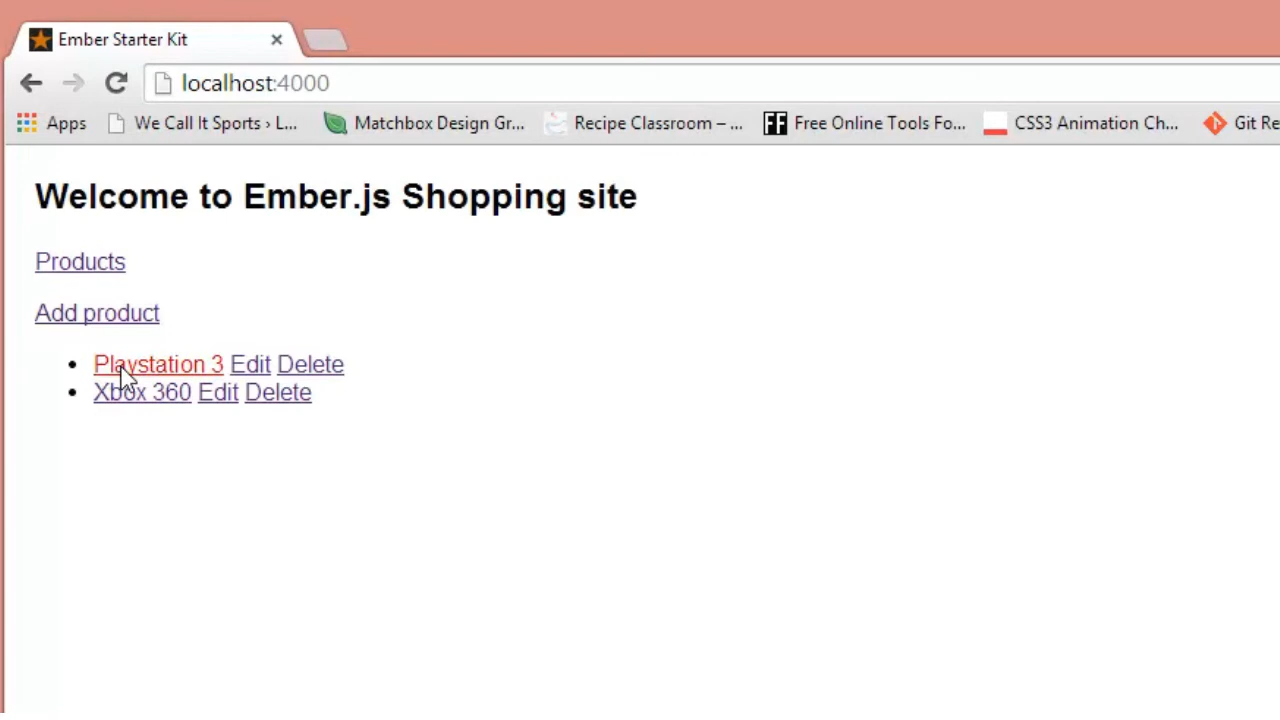 Ember Starter Kit
localhost:4000
Apps We Call It Sports › L... Matchbox Design Gr... Recipe Classroom – ... FF Free Online Tools Fo... CSS3 Animation Ch... Git Re
Welcome to Ember.js Shopping site
Products
Add product
• Playstation 3 Edit Delete
• Xbox 360 Edit Delete